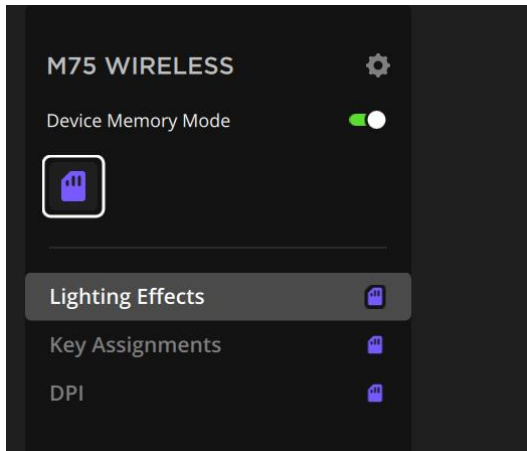 M75 WIRELESS
Device Memory Mode
Lighting Effects
Key Assignments
DPI